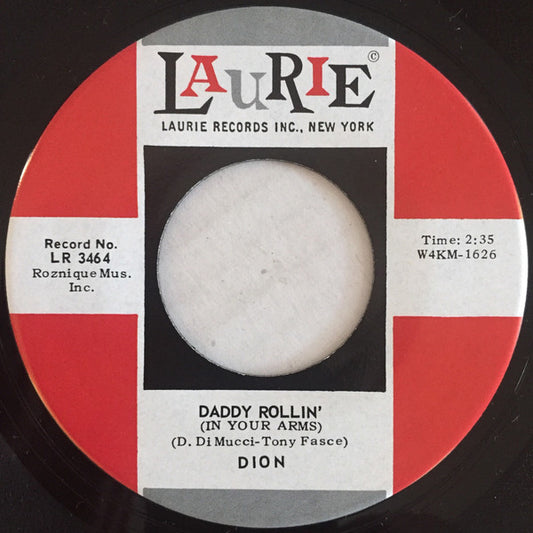 LAURIE ©
LAURIE RECORDS INC., NEW YORK
Record No.
LR 3464
Roznique Mus.
Inc.
Time: 2:35
W4KM-1626
DADDY ROLLIN'
(IN YOUR ARMS)
(D. Di Mucci-Tony Fasce)
DION